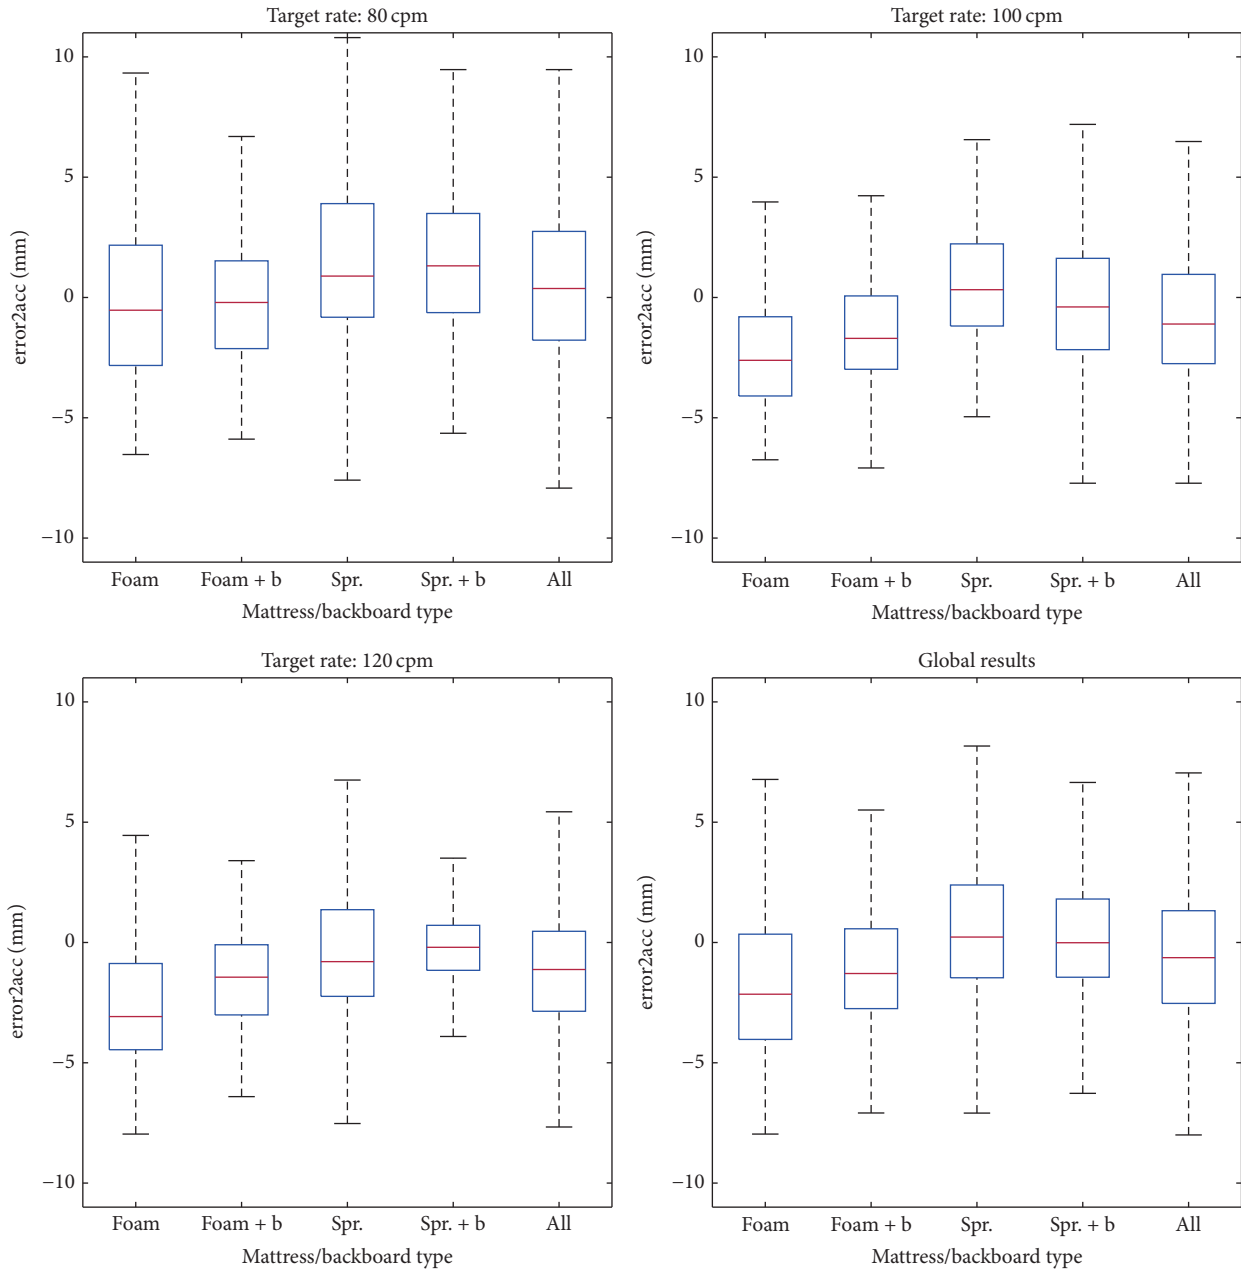 Target rate: 80 cpm
10
5
0
−5
−10
error2acc (mm)
Foam Foam + b Spr. Spr. + b All
Mattress/backboard type
Target rate: 100 cpm
10
5
0
−5
−10
error2acc (mm)
Foam Foam + b Spr. Spr. + b All
Mattress/backboard type
Target rate: 120 cpm
10
5
0
−5
−10
error2acc (mm)
Foam Foam + b Spr. Spr. + b All
Mattress/backboard type
Global results
10
5
0
−5
−10
error2acc (mm)
Foam Foam + b Spr. Spr. + b All
Mattress/backboard type